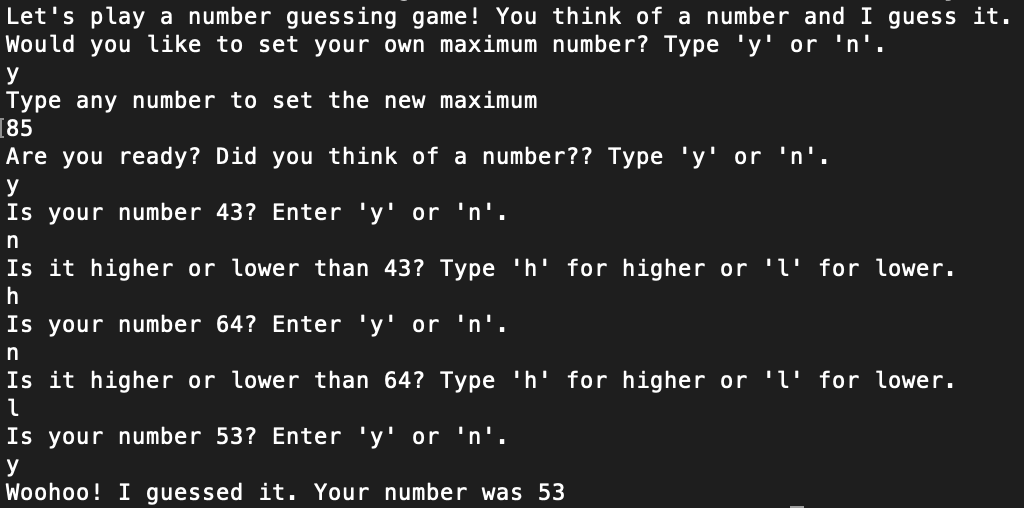 Let's play a number guessing game! You think of a number and I guess it.
Would you like to set your own maximum number? Type 'y' or 'n'.
y
Type any number to set the new maximum
[85
Are you ready? Did you think of a number?? Type 'y' or 'n'.
y
Is your number 43? Enter 'y' or 'n'.
n
Is it higher or lower than 43? Type 'h' for higher or 'l' for lower.
h
Is your number 64? Enter 'y' or 'n'.
n
Is it higher or lower than 64? Type 'h' for higher or 'l' for lower.
l
Is your number 53? Enter 'y' or 'n'.
y
Woohoo! I guessed it. Your number was 53